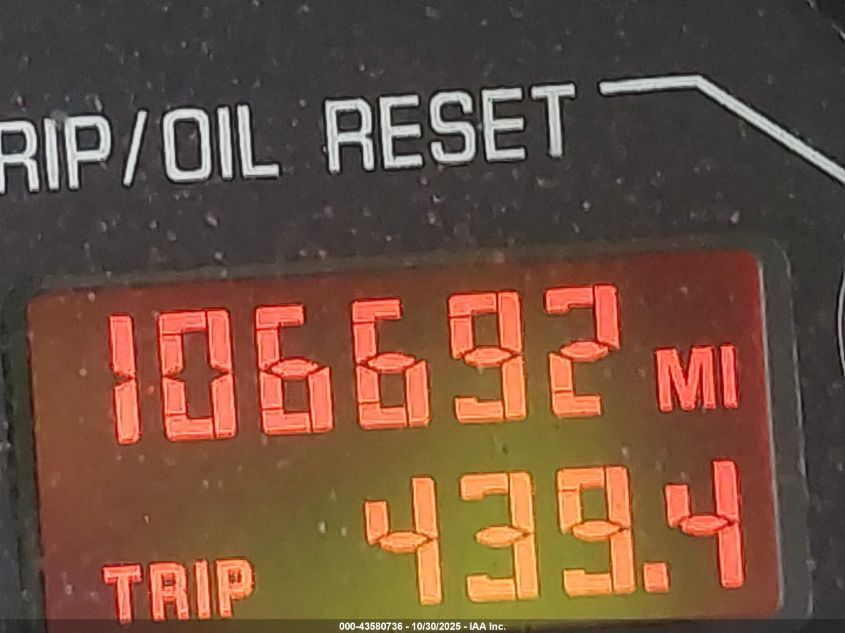 RIP/OIL RESET
106692 MI
TRIP 439.4
000-43580736 - 10/30/2025 - IAA Inc.